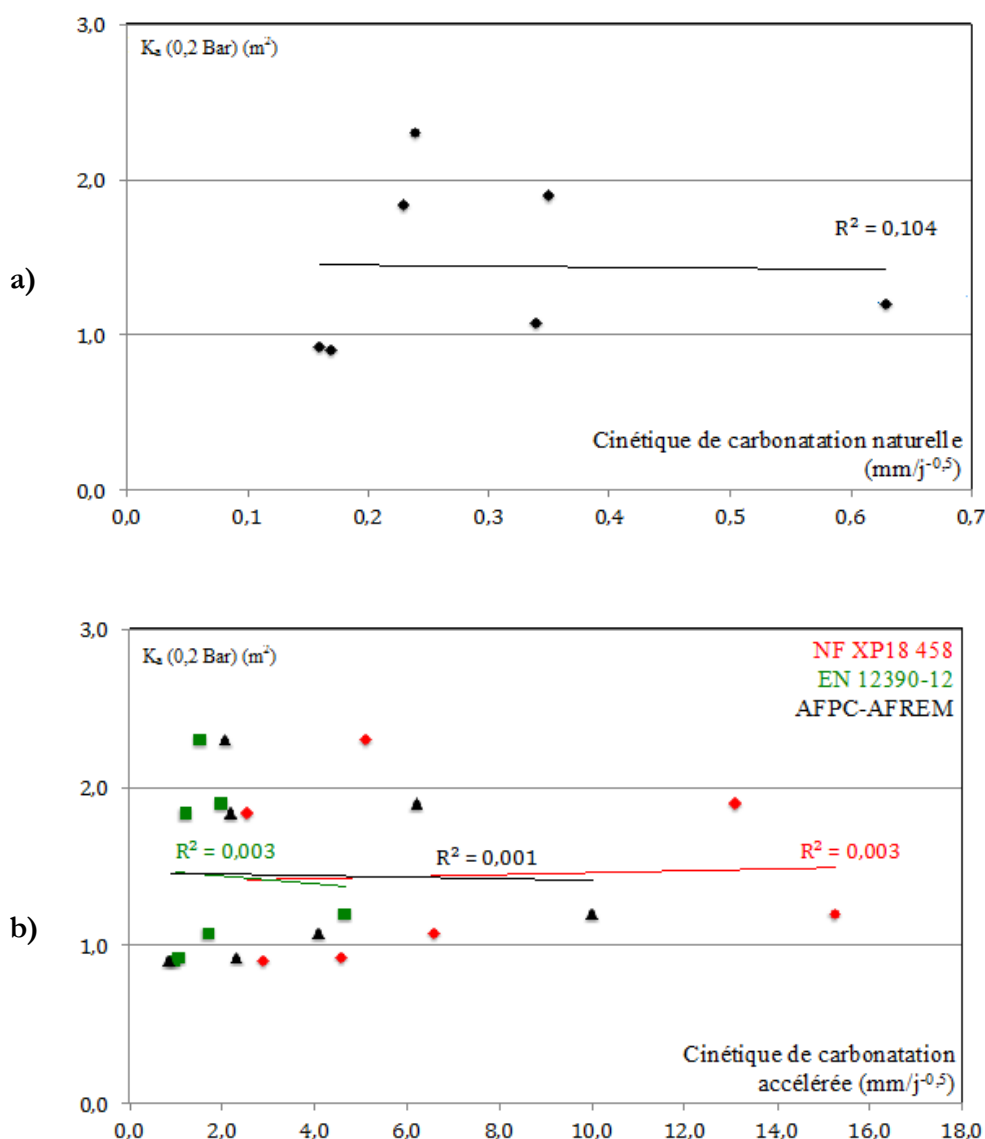 3,0
Kₐ (0,2 Bar) (m²)
2,0
R² = 0,104
a)
1,0
Cinétique de carbonatation naturelle
(mm/j⁻⁰,⁵)
0,0
0,0 0,1 0,2 0,3 0,4 0,5 0,6 0,7
3,0
Kₐ (0,2 Bar) (m²)
NF XP18 458
EN 12390-12
AFPC-AFREM
2,0
R² = 0,003 R² = 0,001 R² = 0,003
b)
1,0
Cinétique de carbonatation
accélérée (mm/j⁻⁰,⁵)
0,0
0,0 2,0 4,0 6,0 8,0 10,0 12,0 14,0 16,0 18,0